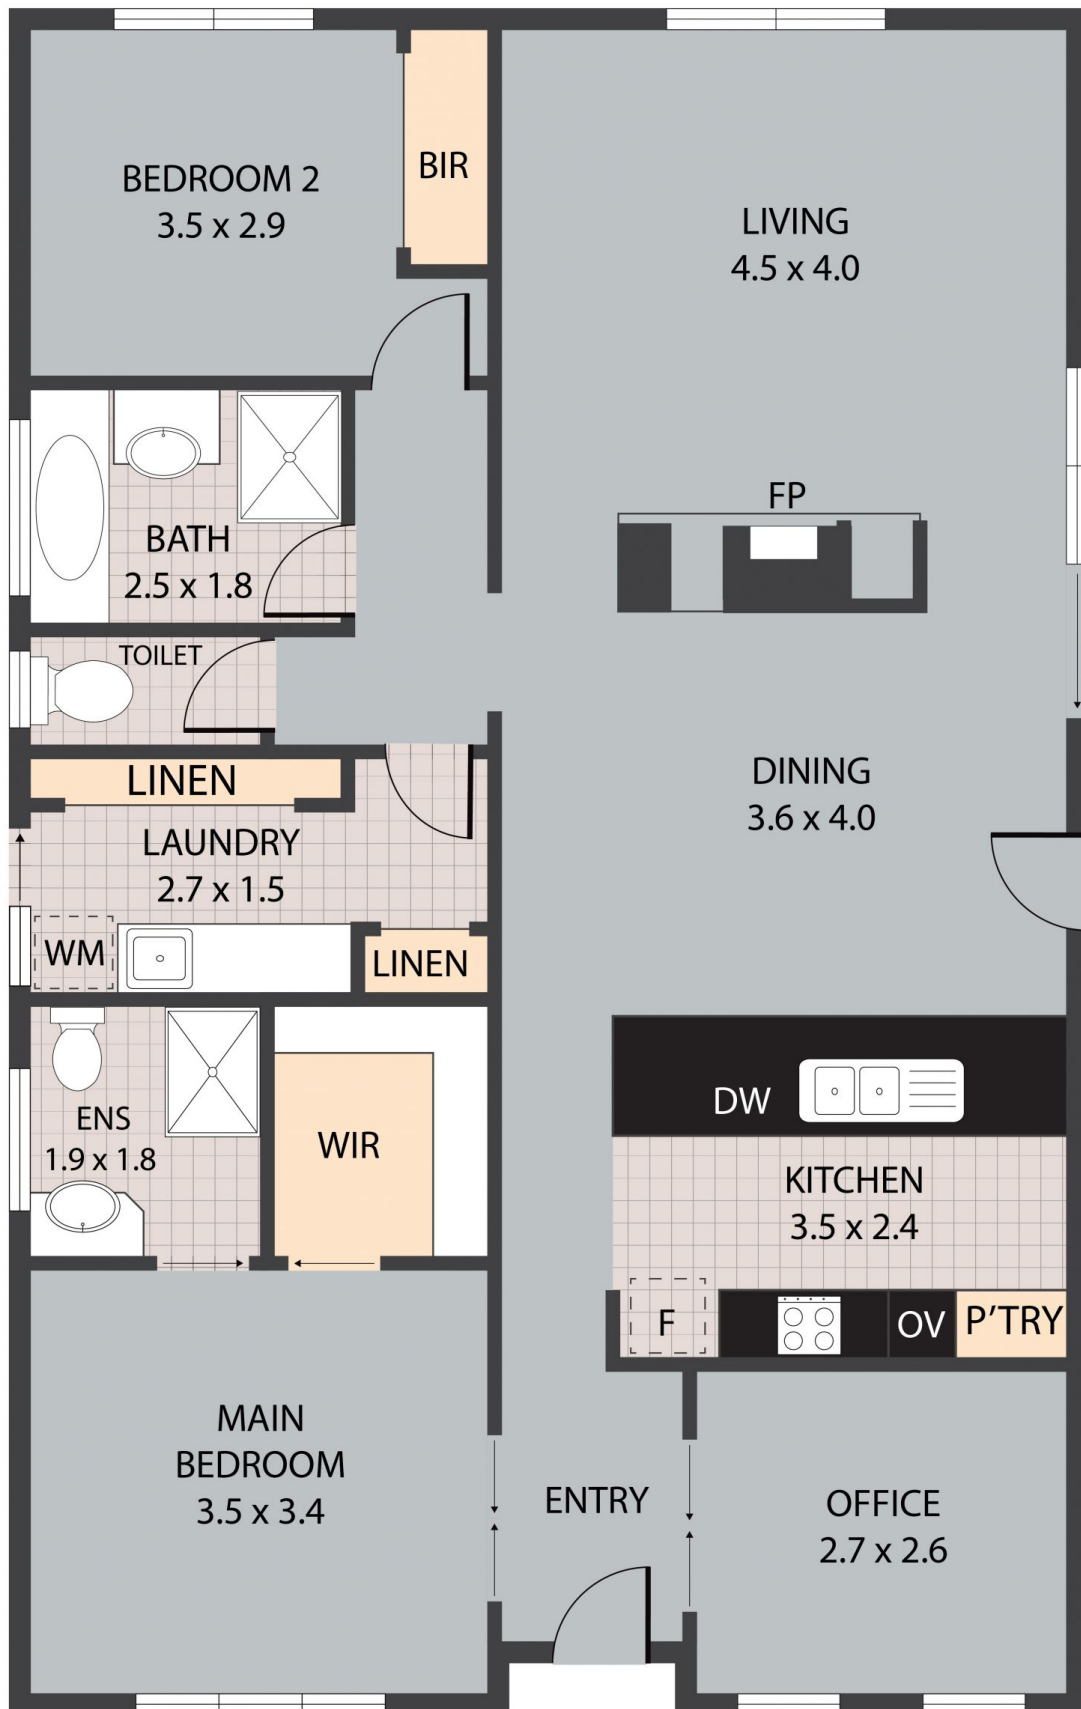 BEDROOM 2
3.5 x 2.9
BIR
LIVING
4.5 x 4.0
FP
BATH
2.5 x 1.8
TOILET
LINEN
LAUNDRY
2.7 x 1.5
WM
LINEN
DINING
3.6 x 4.0
ENS
1.9 x 1.8
WIR
DW
KITCHEN
3.5 x 2.4
F
OV
P'TRY
MAIN
BEDROOM
3.5 x 3.4
ENTRY
OFFICE
2.7 x 2.6